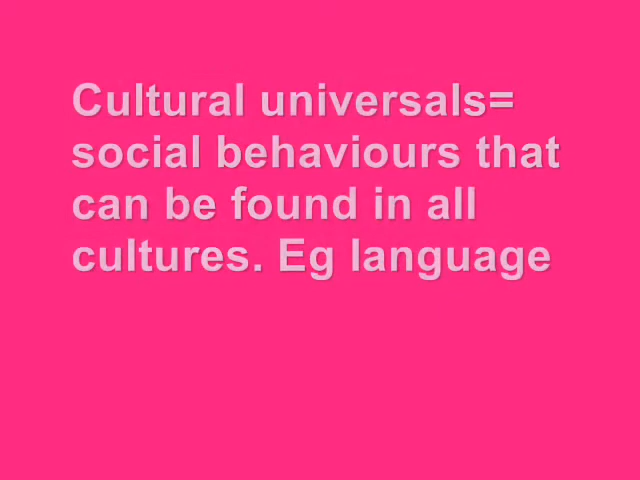 Cultural universals=
social behaviours that
can be found in all
cultures. Eg language